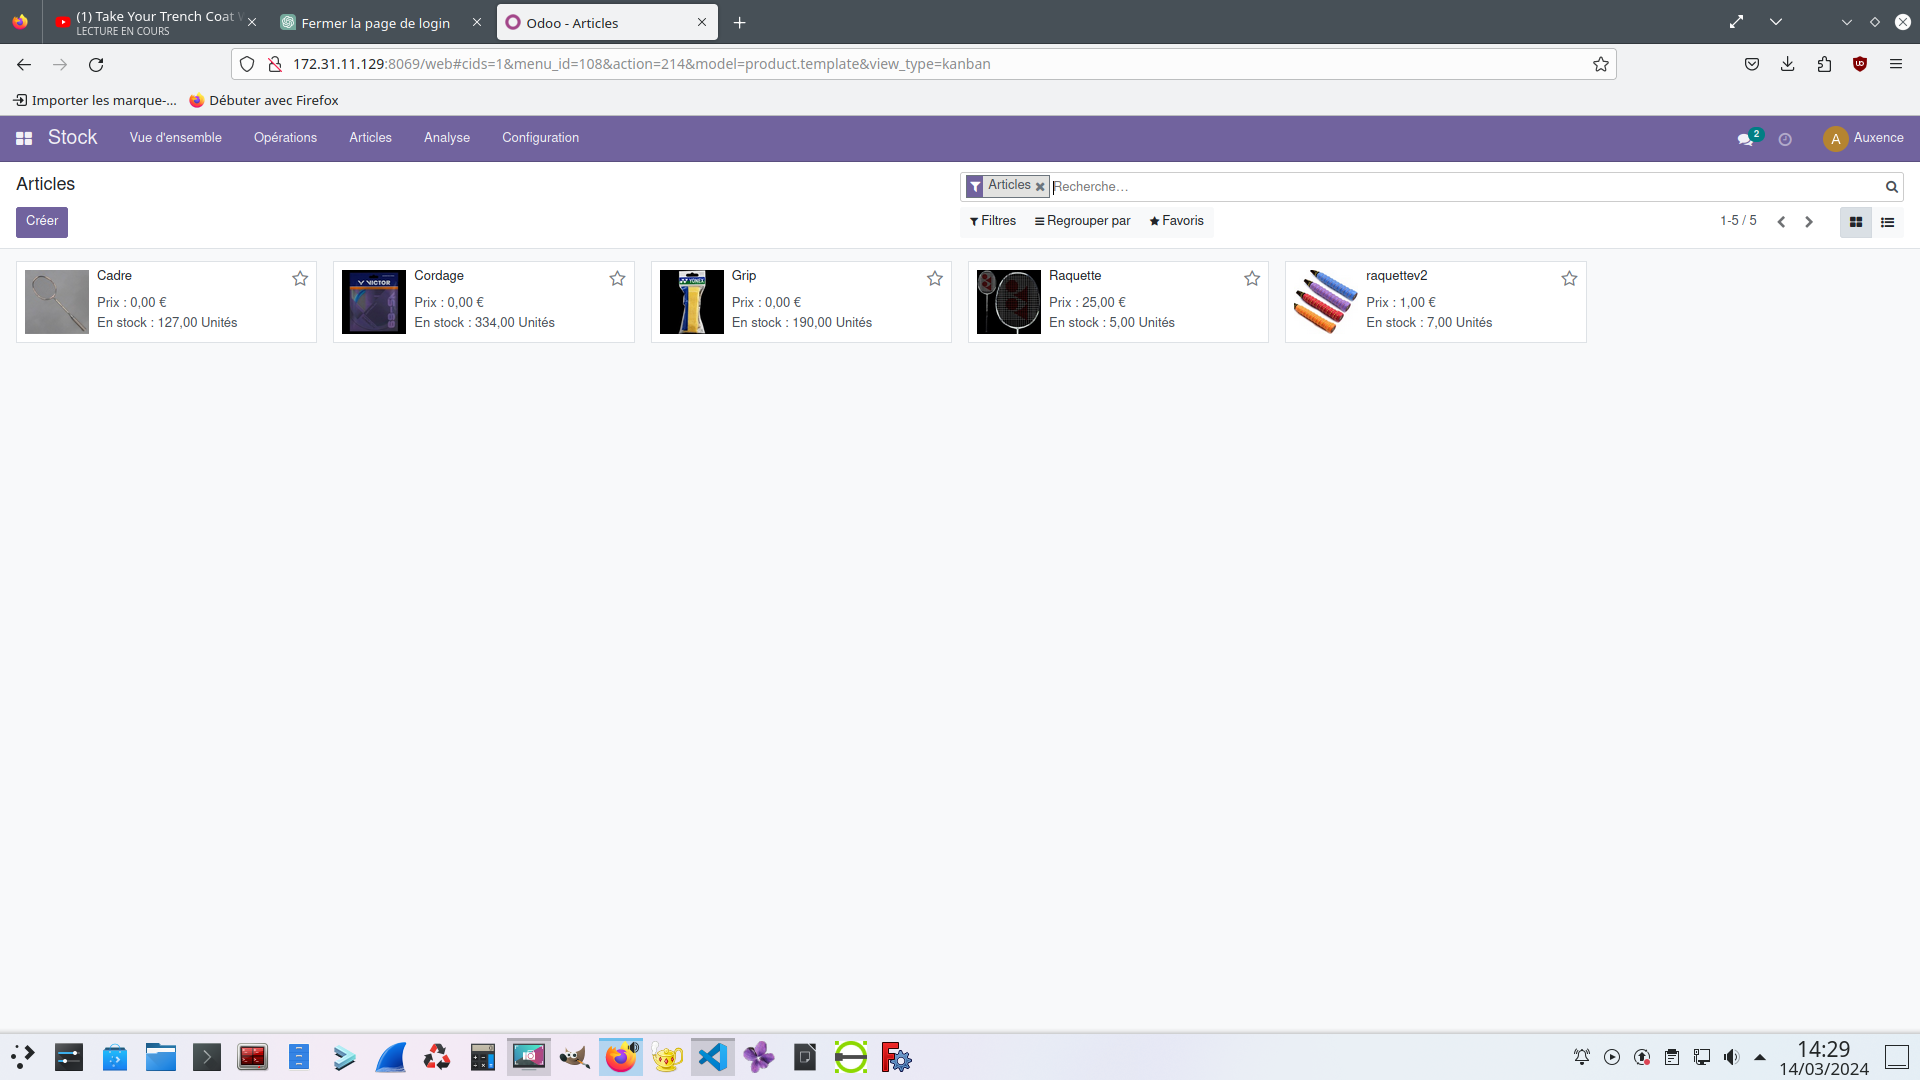 (1) Take Your Trench Coat
LECTURE EN COURS
Fermer la page de login
Odoo - Articles
172.31.11.129:8069/web#cids=1&menu_id=108&action=214&model=product.template&view_type=kanban
Importer les marque-...
Débuter avec Firefox
Stock
Vue d'ensemble
Opérations
Articles
Analyse
Configuration
2
A
Auxence
Articles
Articles
Recherche...
Créer
Filtres
Regrouper par
Favoris
1-5 / 5
Cadre
Prix : 0,00 €
En stock : 127,00 Unités
VICTOR
Cordage
Prix : 0,00 €
En stock : 334,00 Unités
YONEX
Grip
Prix : 0,00 €
En stock : 190,00 Unités
Raquette
Prix : 25,00 €
En stock : 5,00 Unités
raquettev2
Prix : 1,00 €
En stock : 7,00 Unités
14:29
14/03/2024